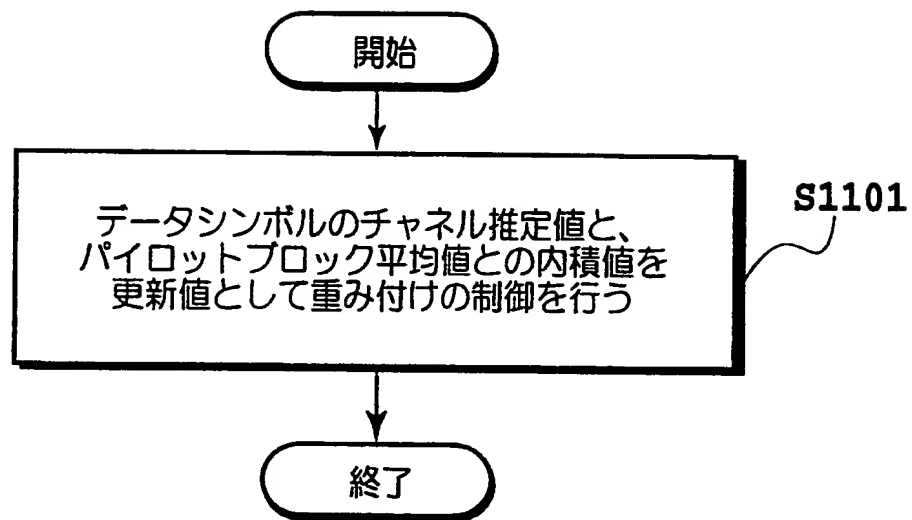 開始
データシンボルのチャネル推定値と、
パイロットブロック平均値との内積値を
更新値として重み付けの制御を行う
S1101
終了